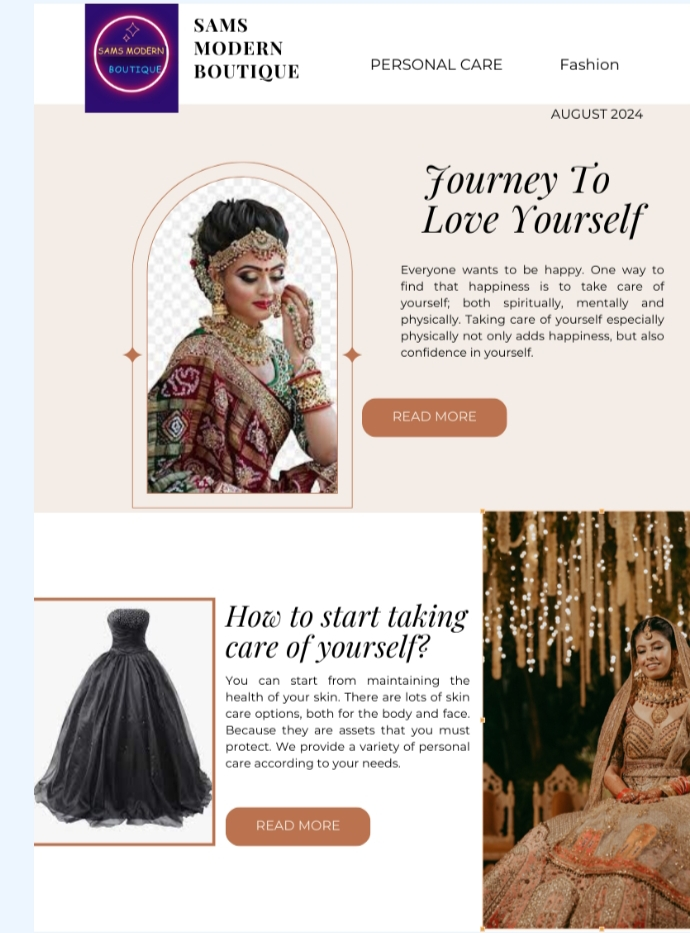 SAMS MODERN
BOUTIQUE
SAMS
MODERN
BOUTIQUE
PERSONAL CARE
Fashion
AUGUST 2024
Journey To
Love Yourself
Everyone wants to be happy. One way to
find that happiness is to take care of
yourself; both spiritually, mentally and
physically. Taking care of yourself especially
physically not only adds happiness, but also
confidence in yourself.
READ MORE
How to start taking
care of yourself?
You can start from maintaining the
health of your skin. There are lots of skin
care options, both for the body and face.
Because they are assets that you must
protect. We provide a variety of personal
care according to your needs.
READ MORE